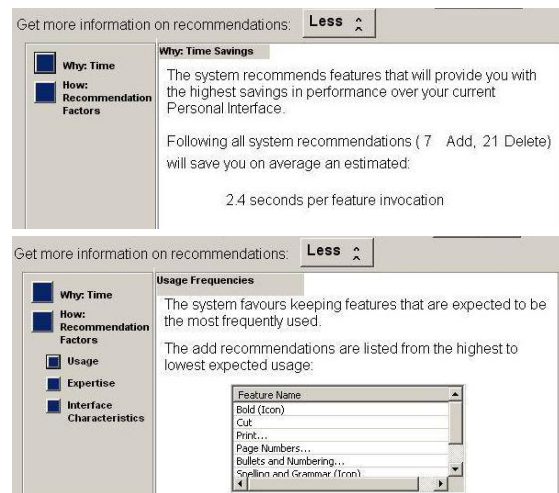 Get more information on recommendations: Less
Why: Time Savings
Why: Time
How:
Recommendation
Factors
The system recommends features that will provide you with
the highest savings in performance over your current
Personal Interface.
Following all system recommendations ( 7 Add, 21 Delete)
will save you on average an estimated:
2.4 seconds per feature invocation
Get more information on recommendations: Less
Usage Frequencies
Why: Time
How:
Recommendation
Factors
Usage
Expertise
Interface
Characteristics
The system favours keeping features that are expected to be
the most frequently used.
The add recommendations are listed from the highest to
lowest expected usage:
Feature Name
Bold (Icon)
Cut
Print...
Page Numbers...
Bullets and Numbering...
Spelling and Grammar (Icon)